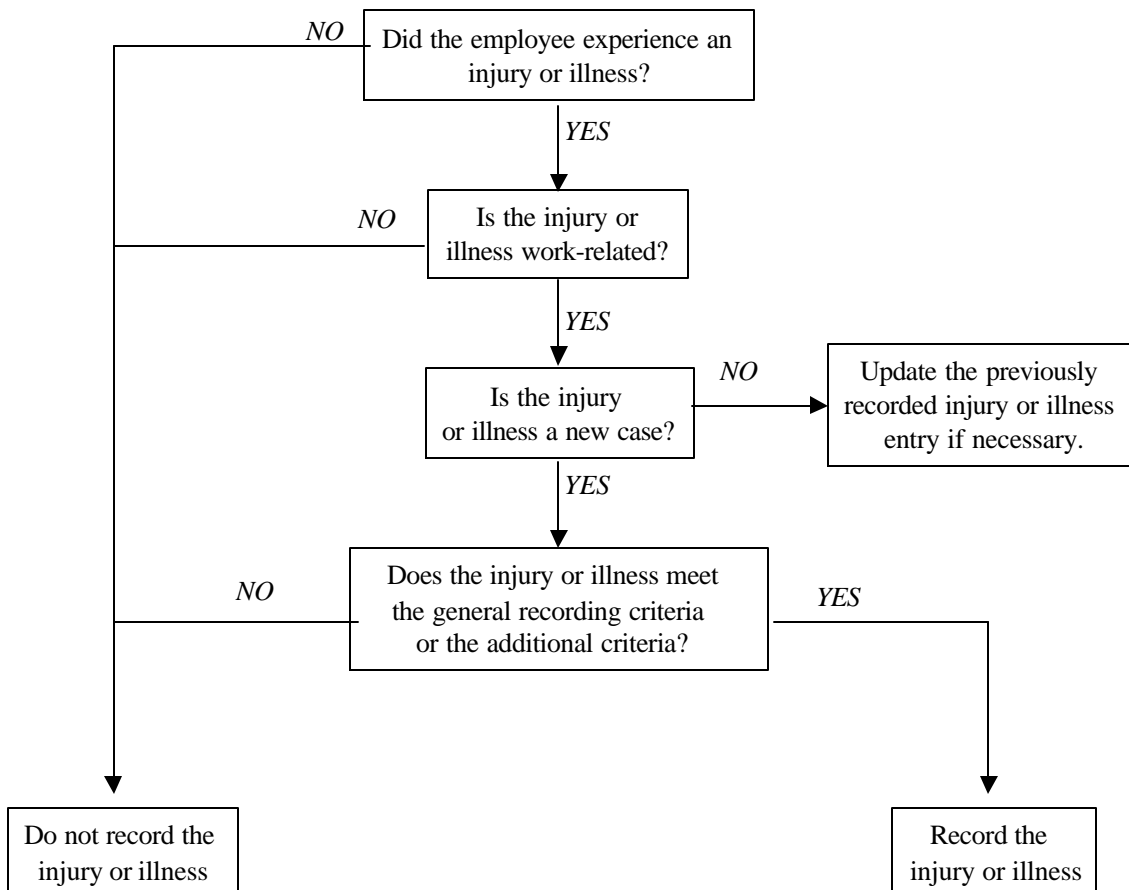 NO
Did the employee experience an
injury or illness?
YES
NO
Is the injury or
illness work-related?
YES
Is the injury
or illness a new case?
NO
Update the previously
recorded injury or illness
entry if necessary.
YES
NO
Does the injury or illness meet
the general recording criteria
or the additional criteria?
YES
Do not record the
injury or illness
Record the
injury or illness